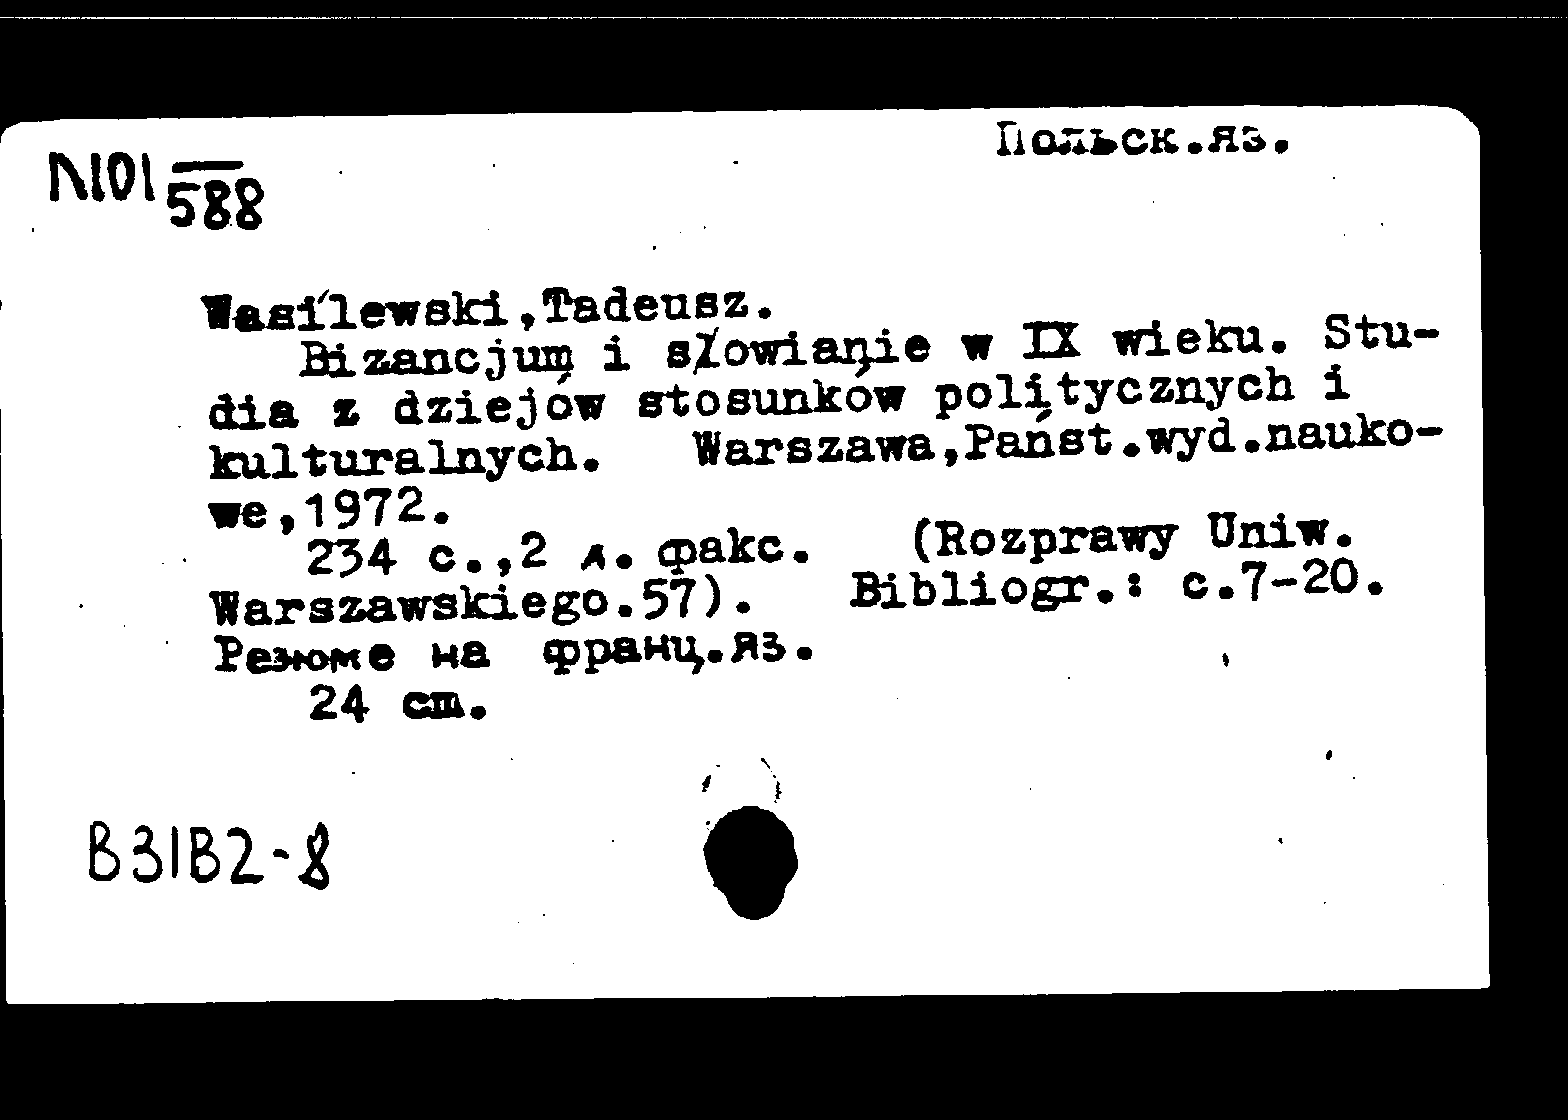 Польск.яз.
N101 588
Wasilewski,Tadeusz.
Bizancjum i słowianie w IX wieku. Stu-
dia z dziejów stosunków politycznych i
kulturalnych. Warszawa,Państ.wyd.nauko-
we,1972.
234 c.,2 л. факс. (Rozprawy Uniw.
Warszawskiego.57). Bibliogr.: c.7-20.
Резюме на франц.яз.
24 cm.
B31B2-8